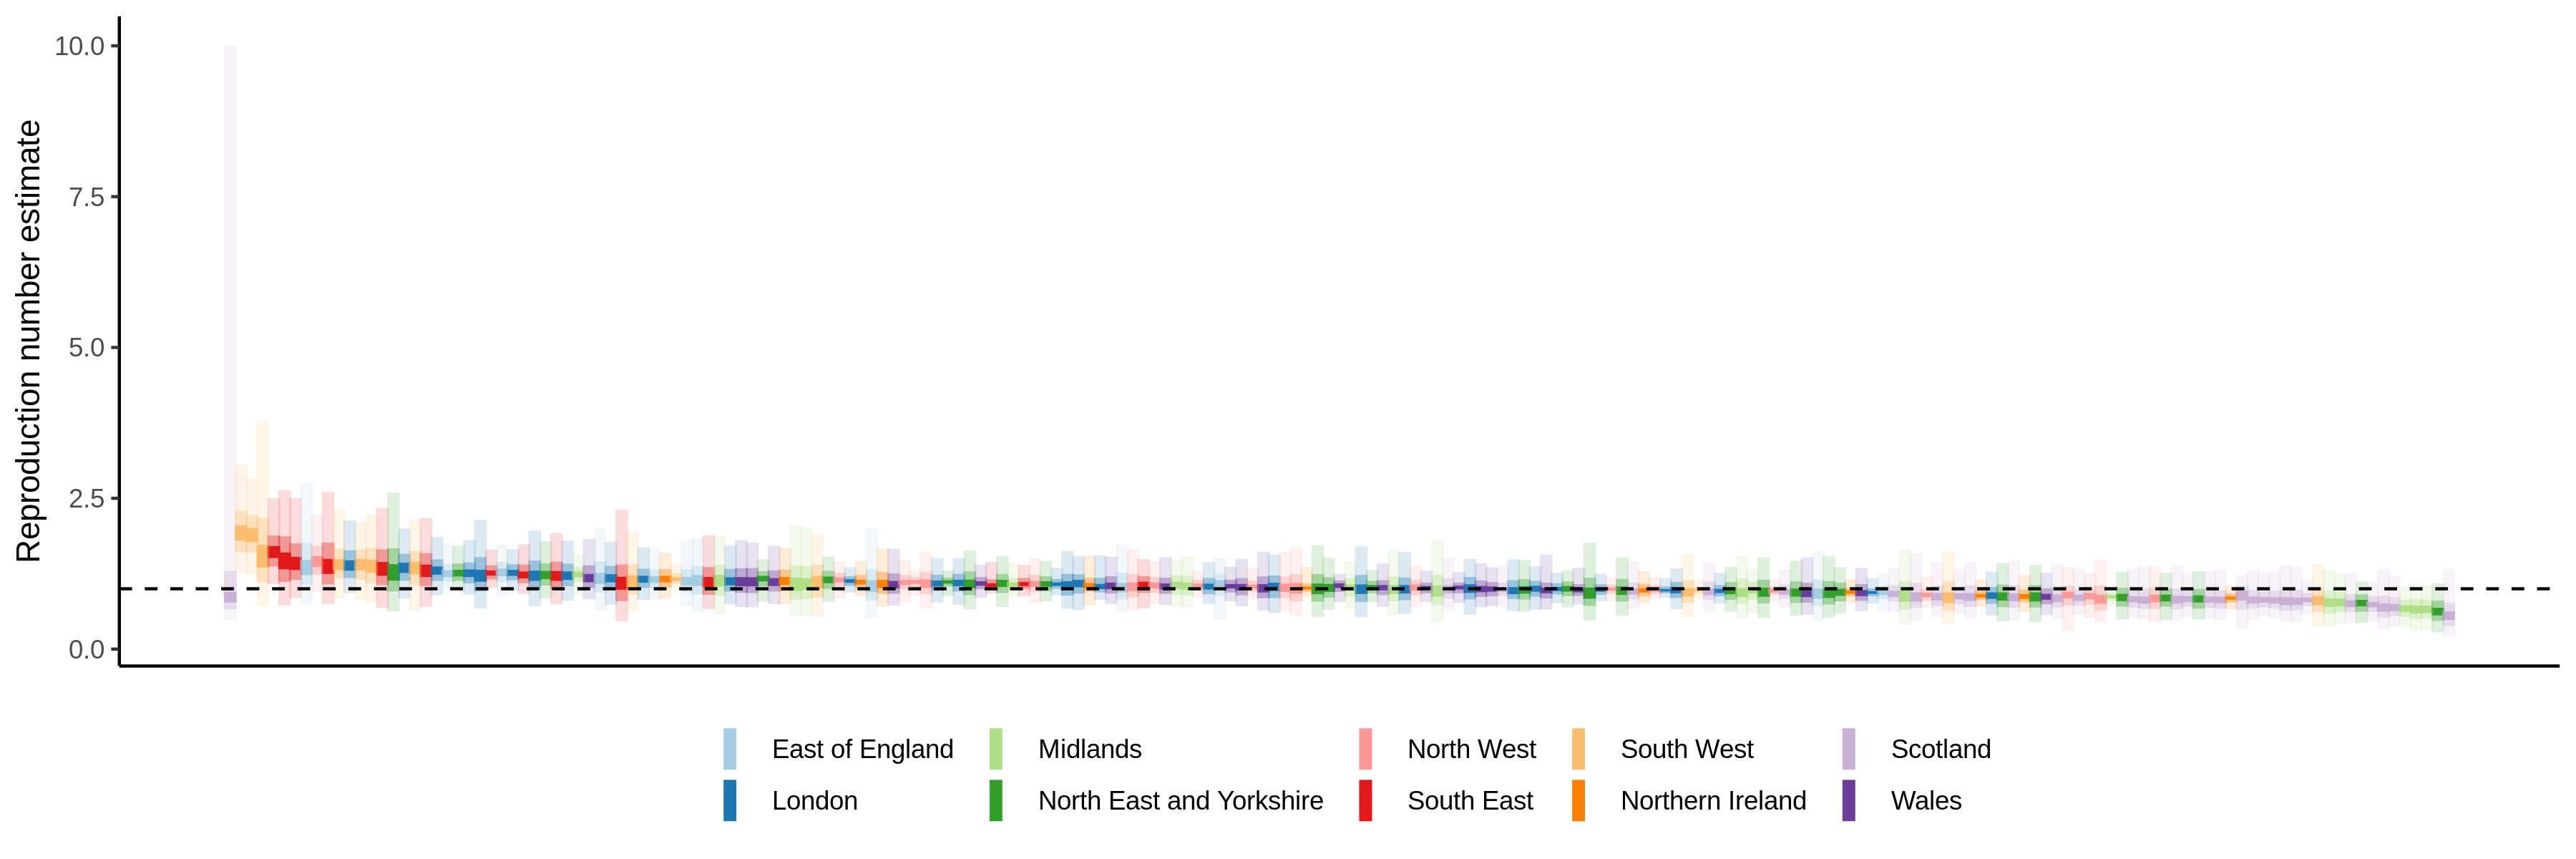 Reproduction number estimate
10.0
7.5
5.0
2.5
0.0
East of England
Midlands
North West
South West
Scotland
London
North East and Yorkshire
South East
Northern Ireland
Wales